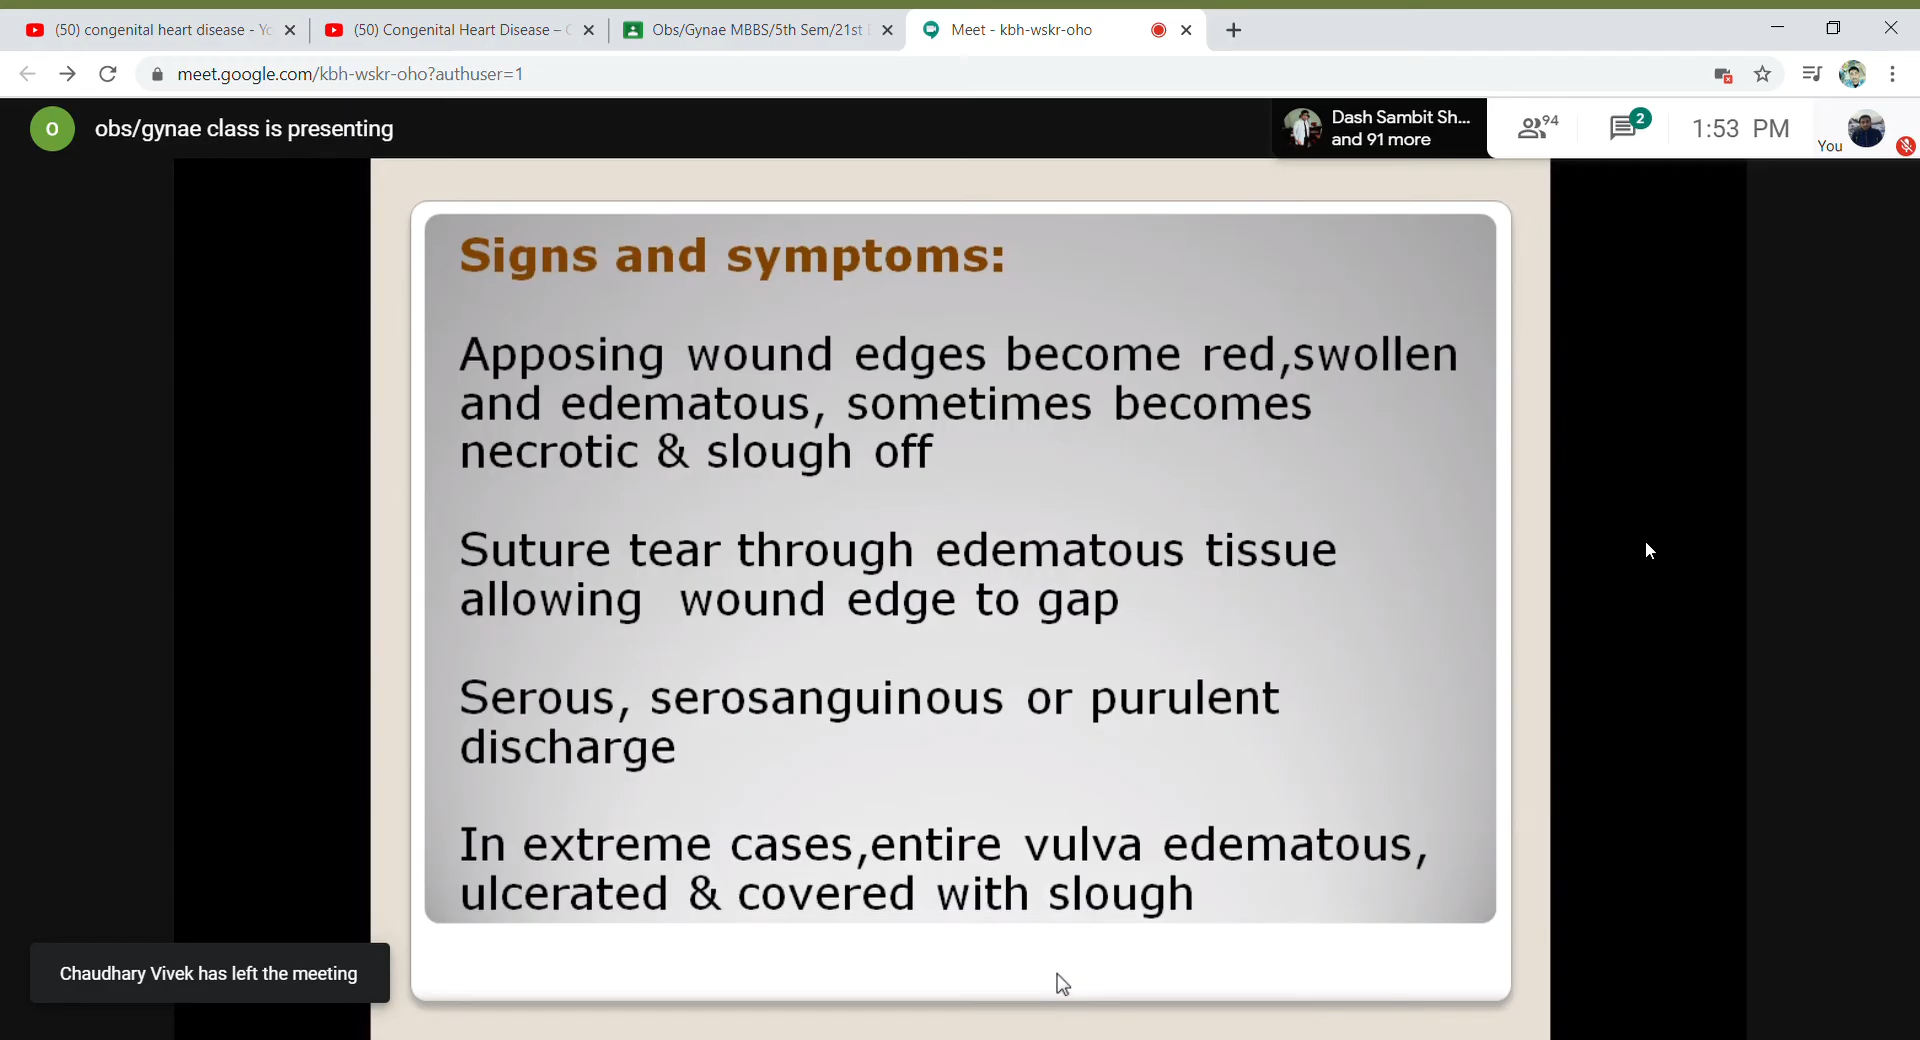 (50) congenital heart disease - Yo
(50) Congenital Heart Disease – C
Obs/Gynae MBBS/5th Sem/21st
Meet - kbh-wskr-oho
meet.google.com/kbh-wskr-oho?authuser=1
O
obs/gynae class is presenting
Dash Sambit Sh...
and 91 more
94
2
1:53 PM
You
Signs and symptoms:
Apposing wound edges become red,swollen
and edematous, sometimes becomes
necrotic & slough off
Suture tear through edematous tissue
allowing wound edge to gap
Serous, serosanguinous or purulent
discharge
In extreme cases,entire vulva edematous,
ulcerated & covered with slough
Chaudhary Vivek has left the meeting